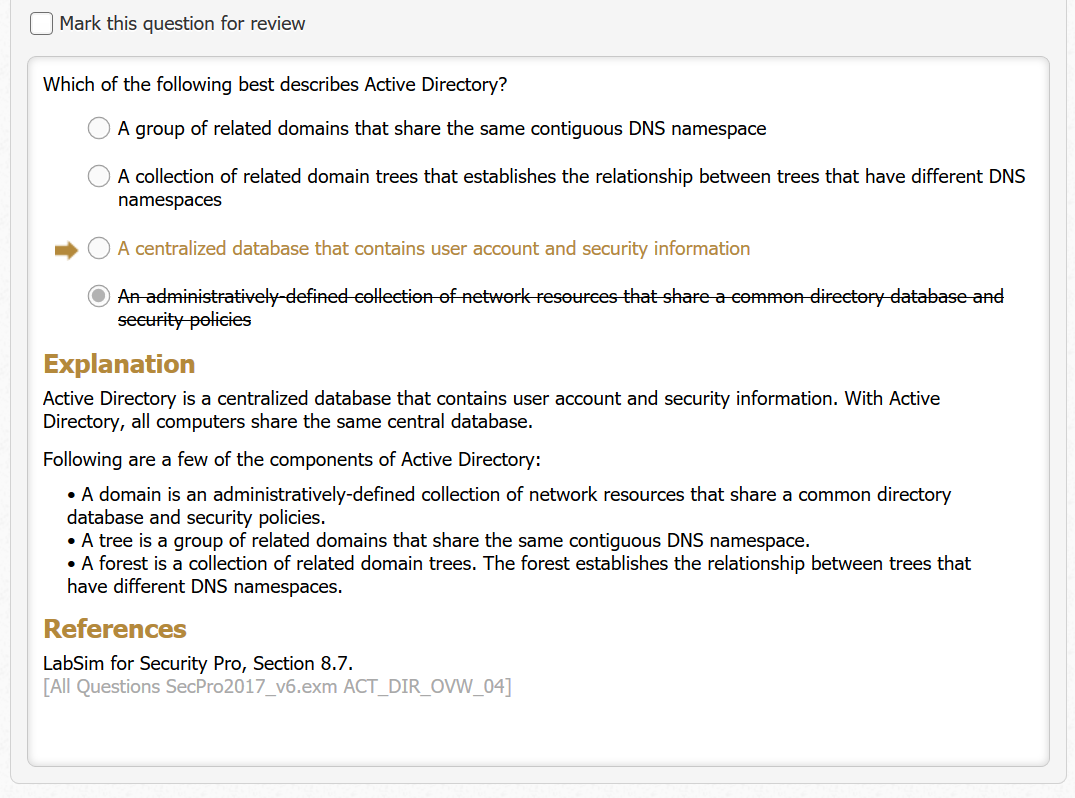 Mark this question for review
Which of the following best describes Active Directory?
A group of related domains that share the same contiguous DNS namespace
A collection of related domain trees that establishes the relationship between trees that have different DNS
namespaces
A centralized database that contains user account and security information
An administratively-defined collection of network resources that share a common directory database and
security policies
Explanation
Active Directory is a centralized database that contains user account and security information. With Active
Directory, all computers share the same central database.
Following are a few of the components of Active Directory:
• A domain is an administratively-defined collection of network resources that share a common directory
database and security policies.
• A tree is a group of related domains that share the same contiguous DNS namespace.
• A forest is a collection of related domain trees. The forest establishes the relationship between trees that
have different DNS namespaces.
References
LabSim for Security Pro, Section 8.7.
[All Questions SecPro2017_v6.exm ACT_DIR_OVW_04]